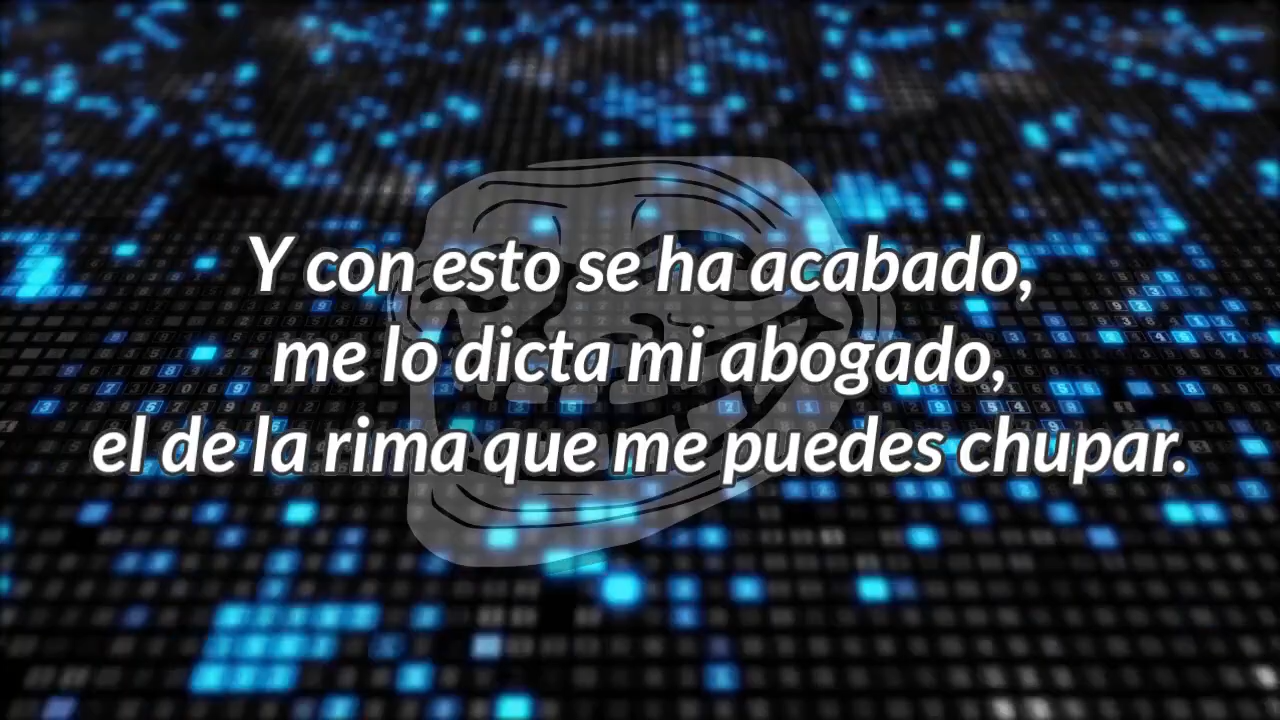 Y con esto se ha acabado,
me lo dicta mi abogado,
el de la rima que me puedes chupar.